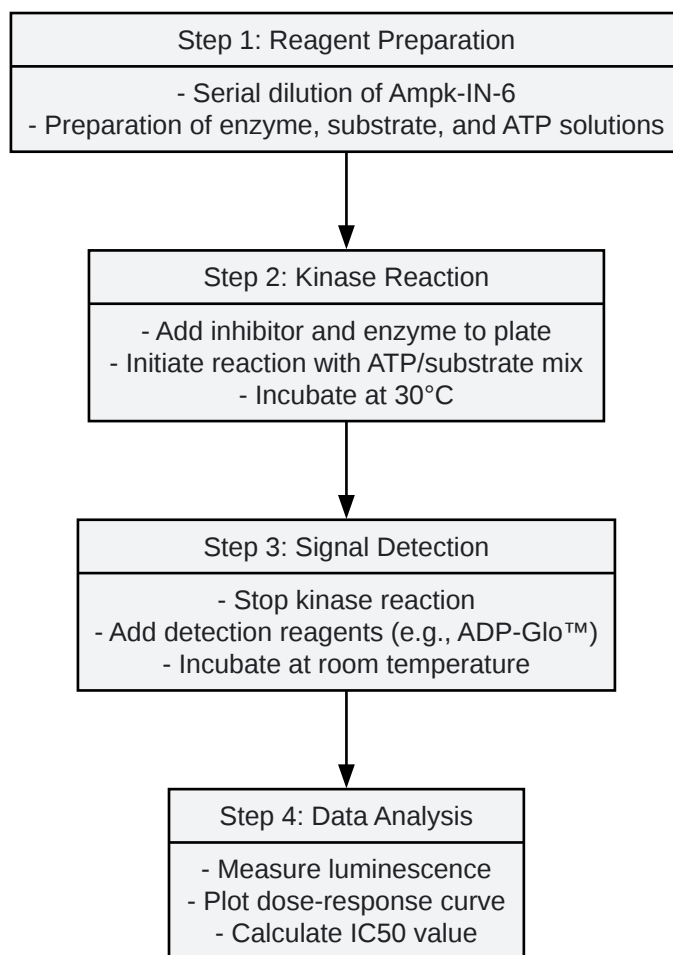 Step 1: Reagent Preparation
- Serial dilution of Ampk-IN-6
- Preparation of enzyme, substrate, and ATP solutions
Step 2: Kinase Reaction
- Add inhibitor and enzyme to plate
- Initiate reaction with ATP/substrate mix
- Incubate at 30°C
Step 3: Signal Detection
- Stop kinase reaction
- Add detection reagents (e.g., ADP-Glo™)
- Incubate at room temperature
Step 4: Data Analysis
- Measure luminescence
- Plot dose-response curve
- Calculate IC50 value